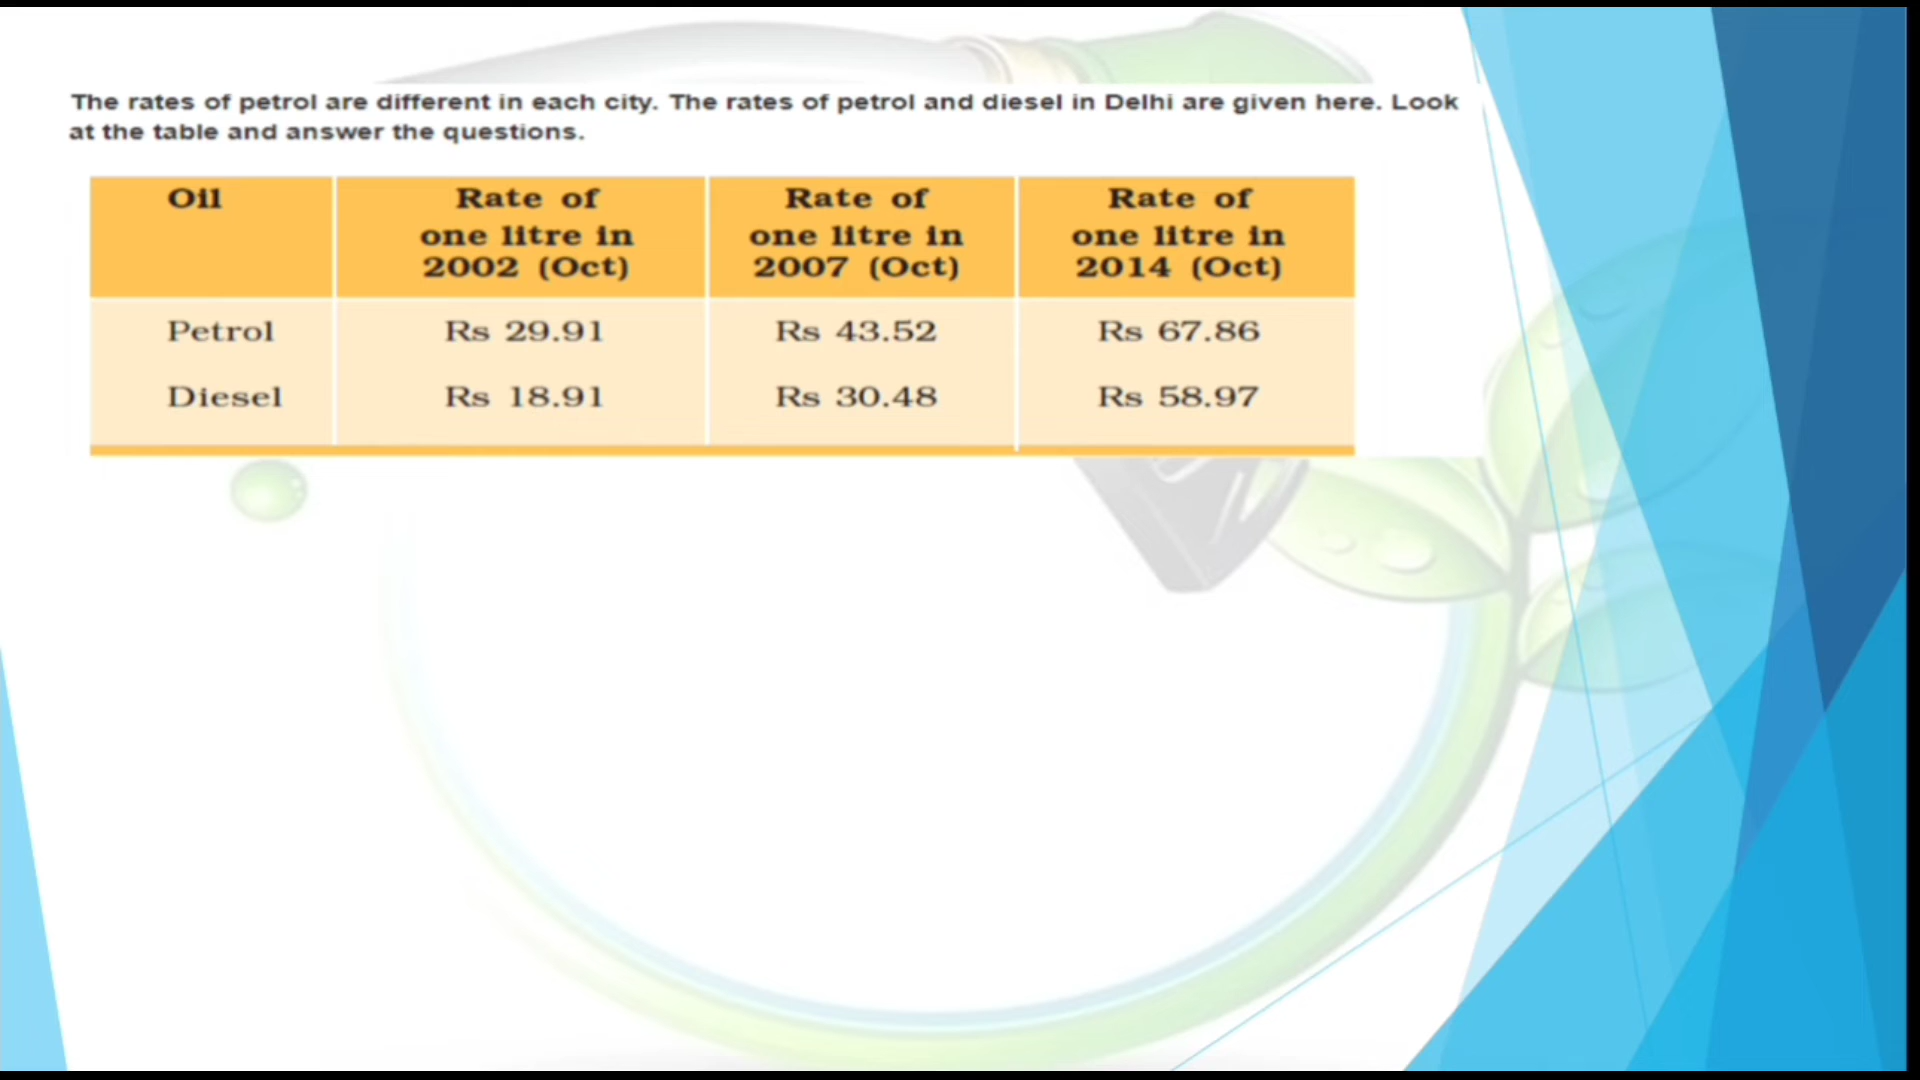 The rates of petrol are different in each city. The rates of petrol and diesel in Delhi are given here. Look
at the table and answer the questions.
Oil Rate of one litre in 2002 (Oct) Rate of one litre in 2007 (Oct) Rate of one litre in 2014 (Oct)
Petrol Rs 29.91 Rs 43.52 Rs 67.86
Diesel Rs 18.91 Rs 30.48 Rs 58.97